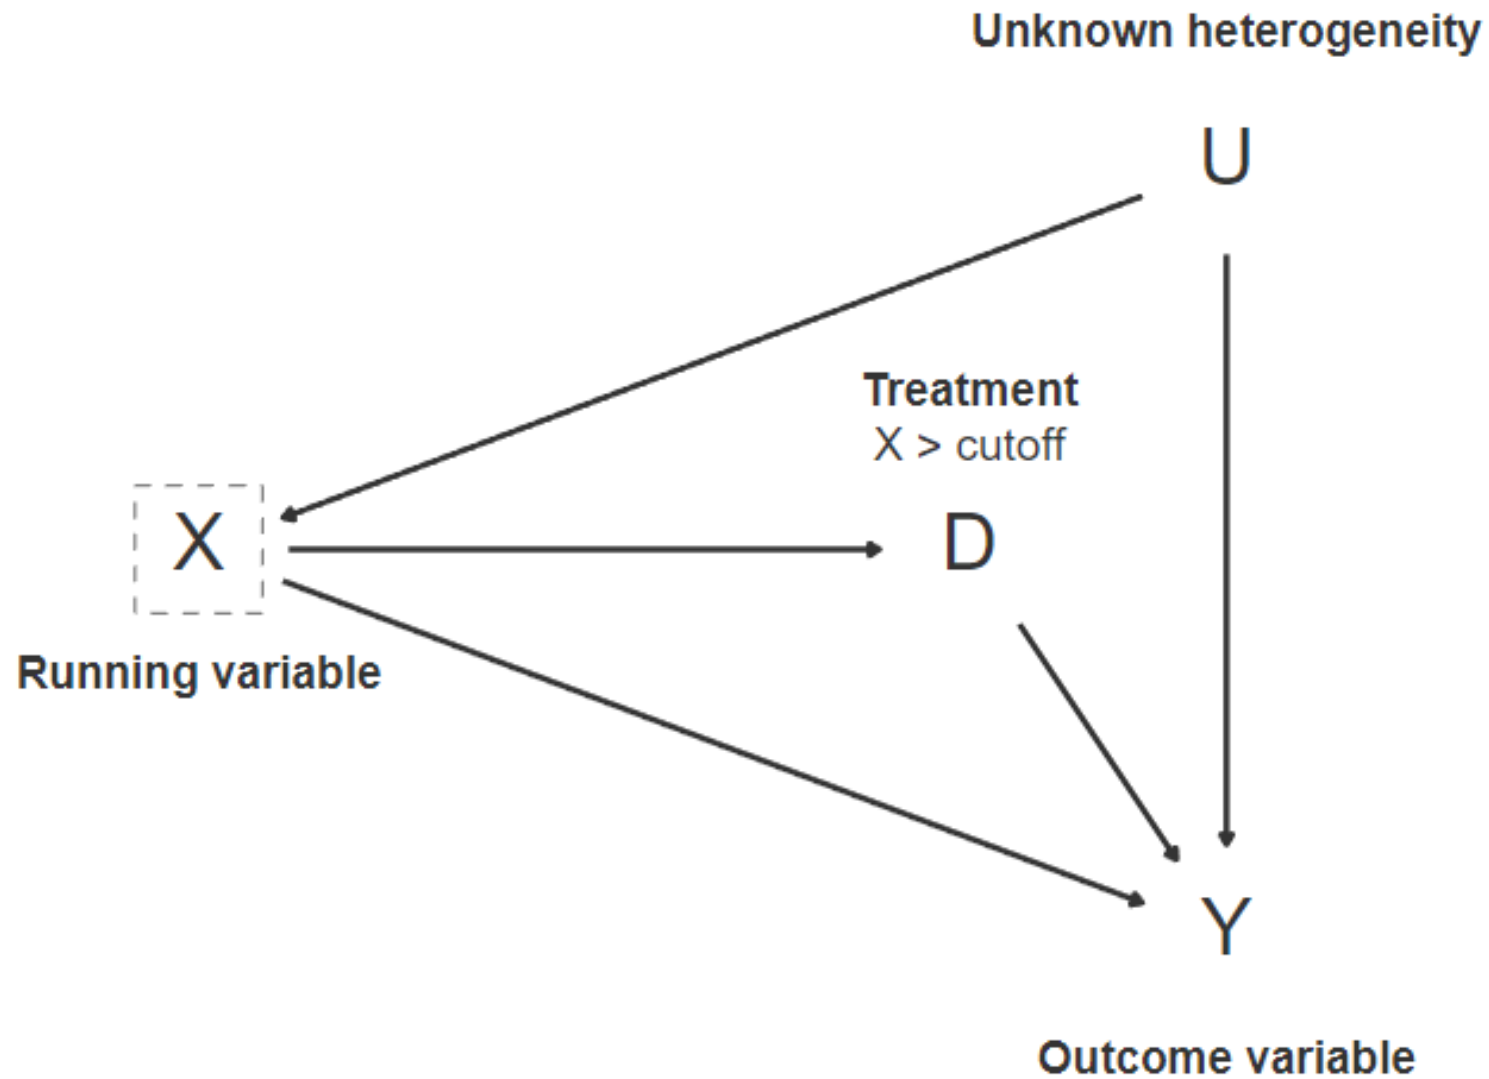 Unknown heterogeneity
U
Treatment
X > cutoff
X
D
Running variable
Y
Outcome variable